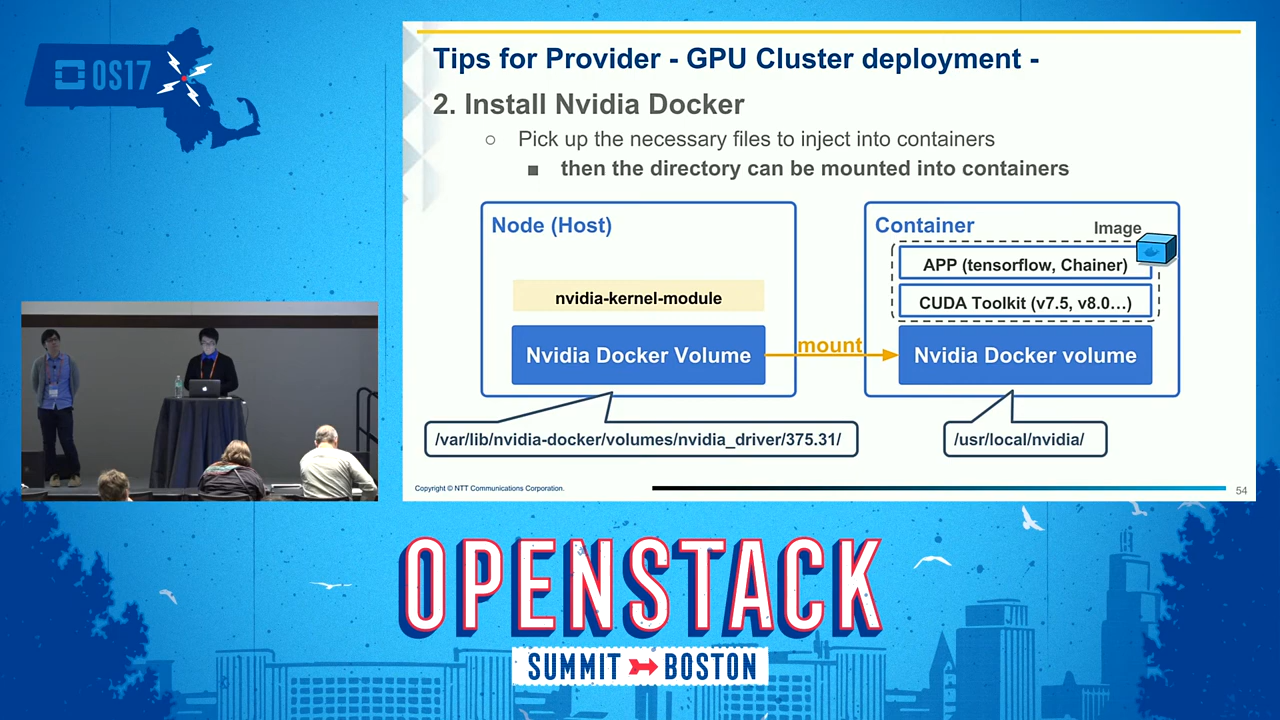 OS17
Tips for Provider - GPU Cluster deployment -
2. Install Nvidia Docker
○ Pick up the necessary files to inject into containers
■ then the directory can be mounted into containers
Node (Host)
nvidia-kernel-module
Nvidia Docker Volume
mount
Container
Image
APP (tensorflow, Chainer)
CUDA Toolkit (v7.5, v8.0...)
Nvidia Docker volume
/var/lib/nvidia-docker/volumes/nvidia_driver/375.31/
/usr/local/nvidia/
Copyright © NTT Communications Corporation.
54
OPENSTACK
SUMMIT BOSTON